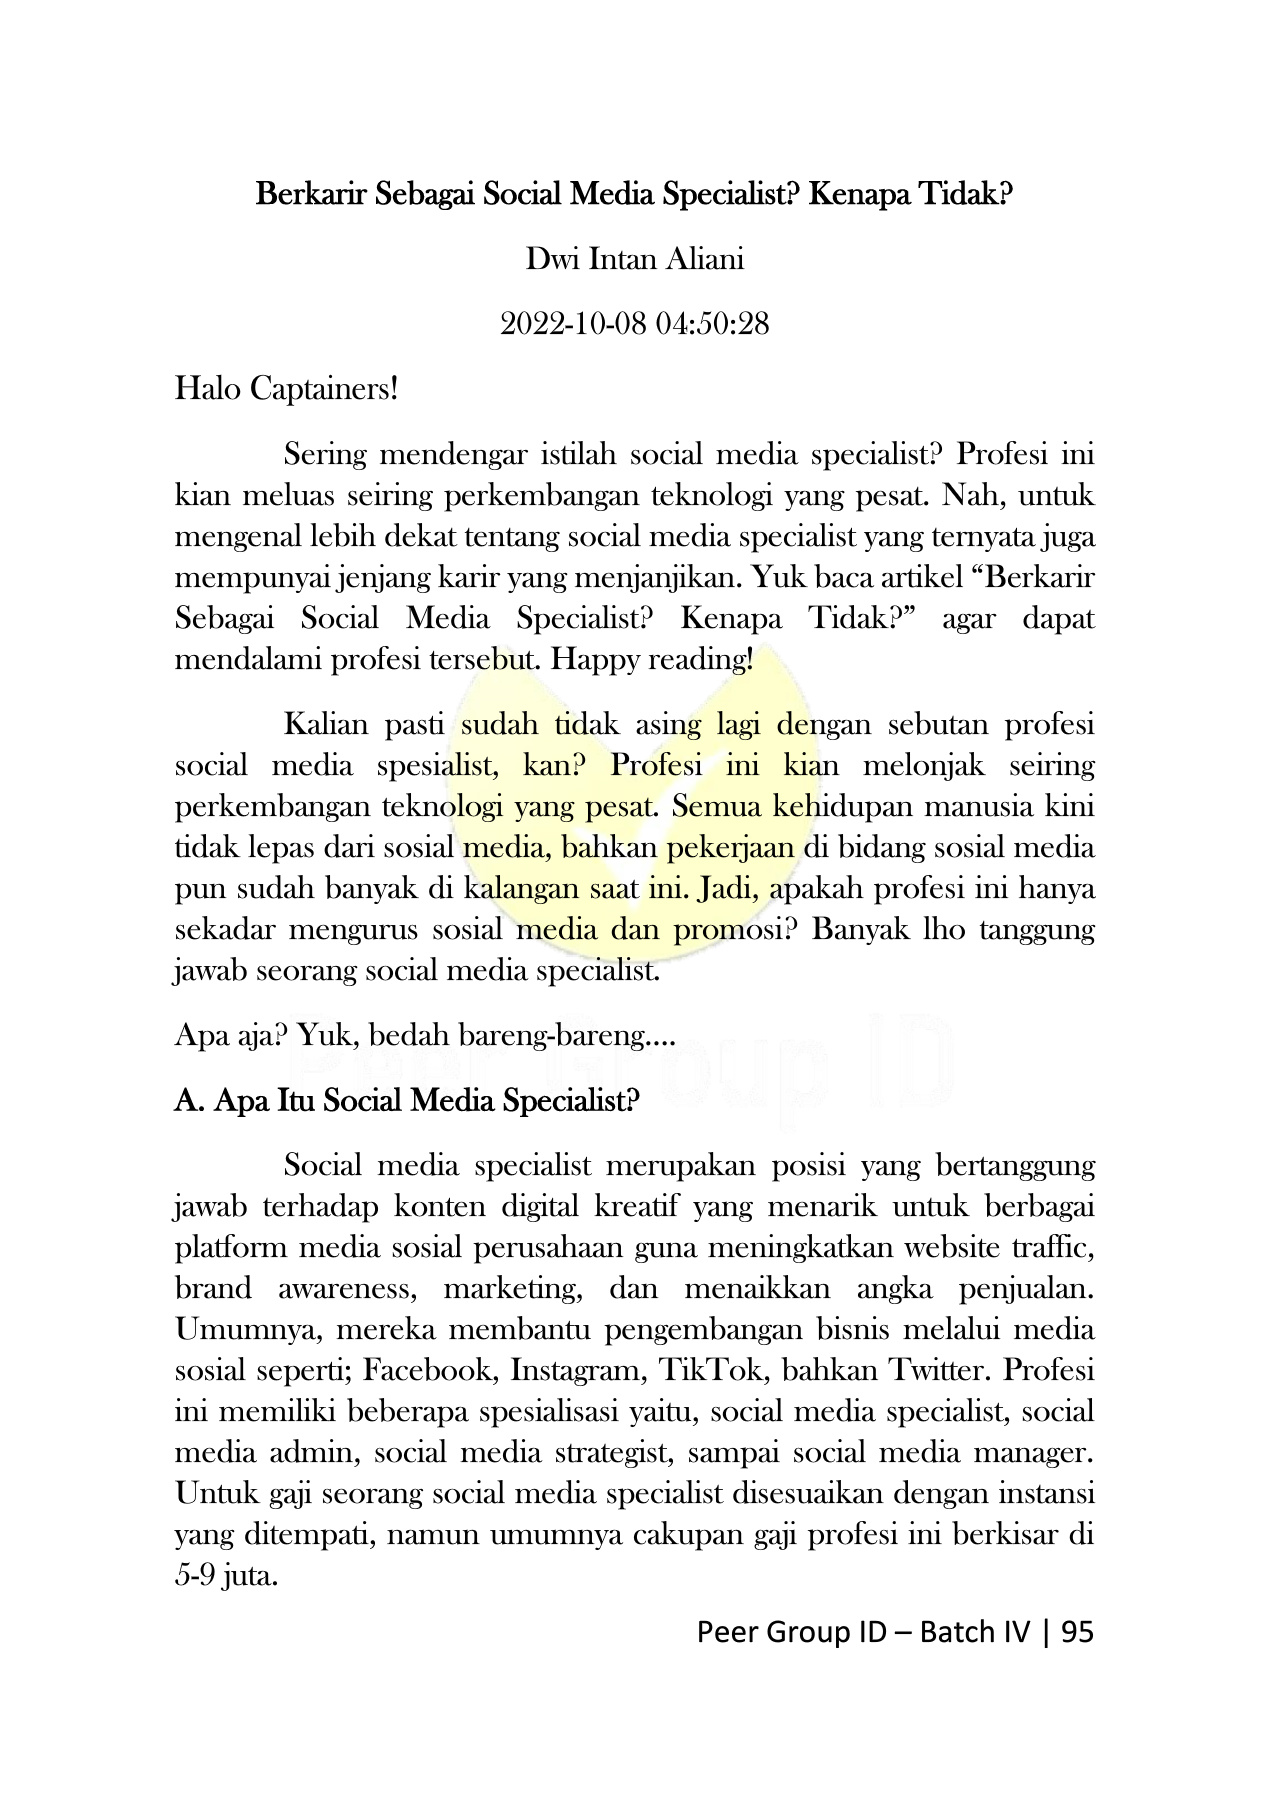 Berkarir Sebagai Social Media Specialist? Kenapa Tidak?
Dwi Intan Aliani
2022-10-08 04:50:28
Halo Captainers!
Sering mendengar istilah social media specialist? Profesi ini
kian meluas seiring perkembangan teknologi yang pesat. Nah, untuk
mengenal lebih dekat tentang social media specialist yang ternyata juga
mempunyai jenjang karir yang menjanjikan. Yuk baca artikel “Berkarir
Sebagai Social Media Specialist? Kenapa Tidak?” agar dapat
mendalami profesi tersebut. Happy reading!
Kalian pasti sudah tidak asing lagi dengan sebutan profesi
social media spesialist, kan? Profesi ini kian melonjak seiring
perkembangan teknologi yang pesat. Semua kehidupan manusia kini
tidak lepas dari sosial media, bahkan pekerjaan di bidang sosial media
pun sudah banyak di kalangan saat ini. Jadi, apakah profesi ini hanya
sekadar mengurus sosial media dan promosi? Banyak lho tanggung
jawab seorang social media specialist.
Apa aja? Yuk, bedah bareng-bareng....
Peer Group ID
A. Apa Itu Social Media Specialist?
Social media specialist merupakan posisi yang bertanggung
jawab terhadap konten digital kreatif yang menarik untuk berbagai
platform media sosial perusahaan guna meningkatkan website traffic,
brand awareness, marketing, dan menaikkan angka penjualan.
Umumnya, mereka membantu pengembangan bisnis melalui media
sosial seperti; Facebook, Instagram, TikTok, bahkan Twitter. Profesi
ini memiliki beberapa spesialisasi yaitu, social media specialist, social
media admin, social media strategist, sampai social media manager.
Untuk gaji seorang social media specialist disesuaikan dengan instansi
yang ditempati, namun umumnya cakupan gaji profesi ini berkisar di
5-9 juta.
Peer Group ID – Batch IV | 95